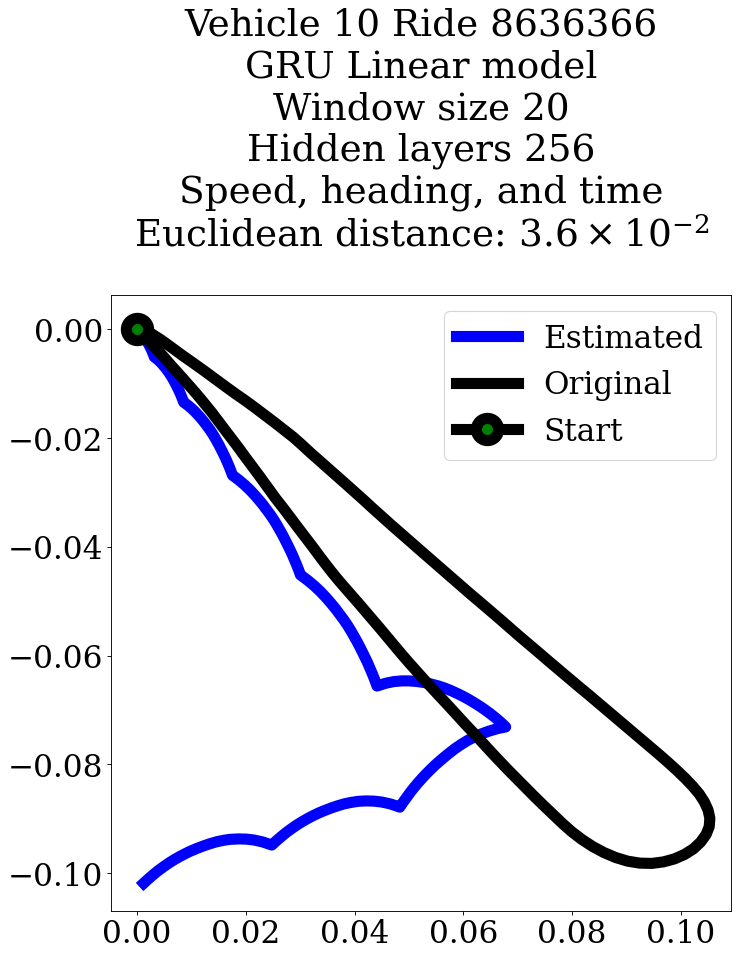 Vehicle 10 Ride 8636366
GRU Linear model
Window size 20
Hidden layers 256
Speed, heading, and time
Euclidean distance: 3.6 × 10⁻²
Estimated
Original
Start
0.00
−0.02
−0.04
−0.06
−0.08
−0.10
0.00 0.02 0.04 0.06 0.08 0.10